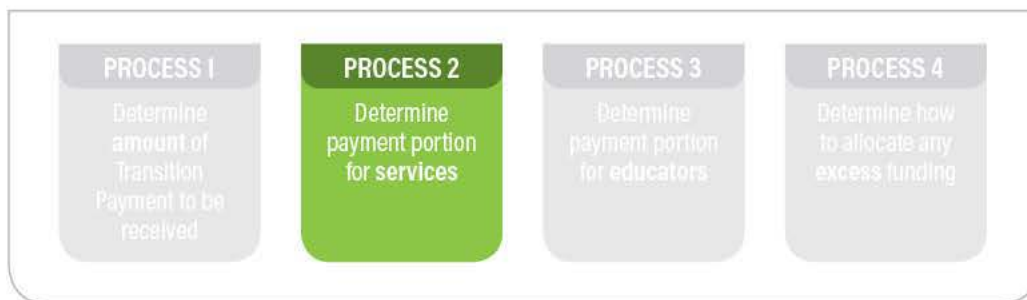 PROCESS 1
Determine
amount of
Transition
Payment to be
received
PROCESS 2
Determine
payment portion
for services
PROCESS 3
Determine
payment portion
for educators
PROCESS 4
Determine how
to allocate any
excess funding